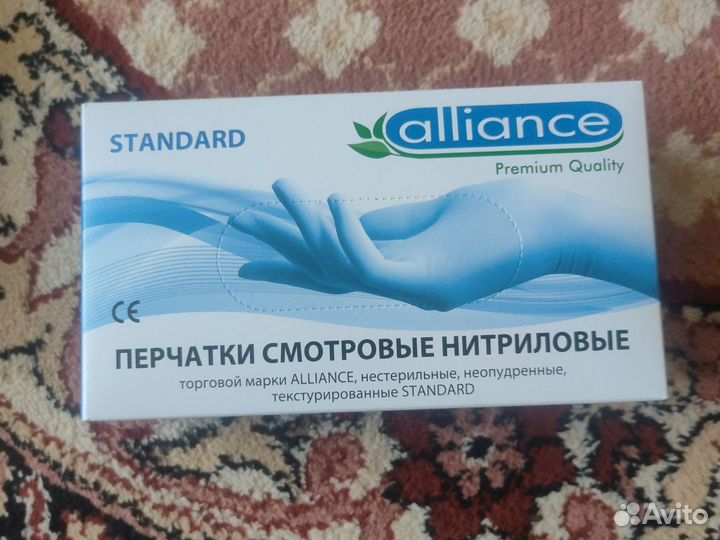 STANDARD
alliance
Premium Quality
CE
ПЕРЧАТКИ СМОТРОВЫЕ НИТРИЛОВЫЕ
торговой марки ALLIANCE, нестерильные, неопудренные,
текстурированные STANDARD
Avito